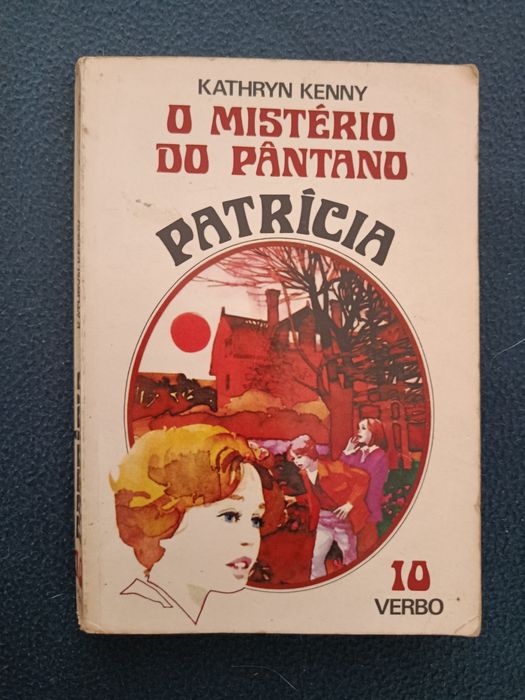 KATHRYN KENNY
O MISTÉRIO
DO PÂNTANO
PATRÍCIA
10
VERBO